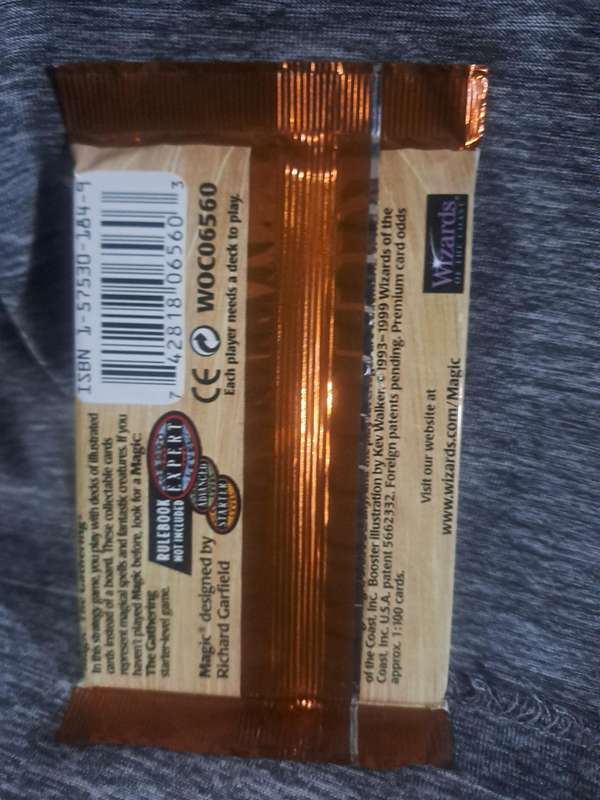 The Gathering
In this strategy game, you play with decks of illustrated
cards instead of a board. These collectable cards
represent magical spells and fantastic creatures. If you
haven't played Magic before, look for a Magic:
The Gathering
starter-level game.
Magic® designed by
Richard Garfield
RULEBOOK
NOT INCLUDED
EXPERT
ADVANCED
STARTER
ISBN 1-57530-184-9
7 42818 06560 3
CE WOC06560
Each player needs a deck to play.
of the Coast, Inc. Booster illustration by Kev Walker. © 1993–1999 Wizards of the
Coast, Inc. U.S.A. patent 5662332. Foreign patents pending. Premium card odds
approx. 1:100 cards.
Visit our website at
www.wizards.com/Magic
Wizards
OF THE COAST